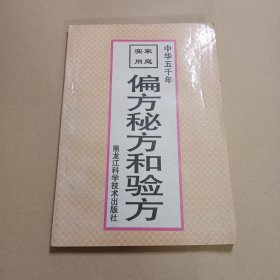 中华五千年
家庭
实用
偏方秘方和验方
黑龙江科学技术出版社